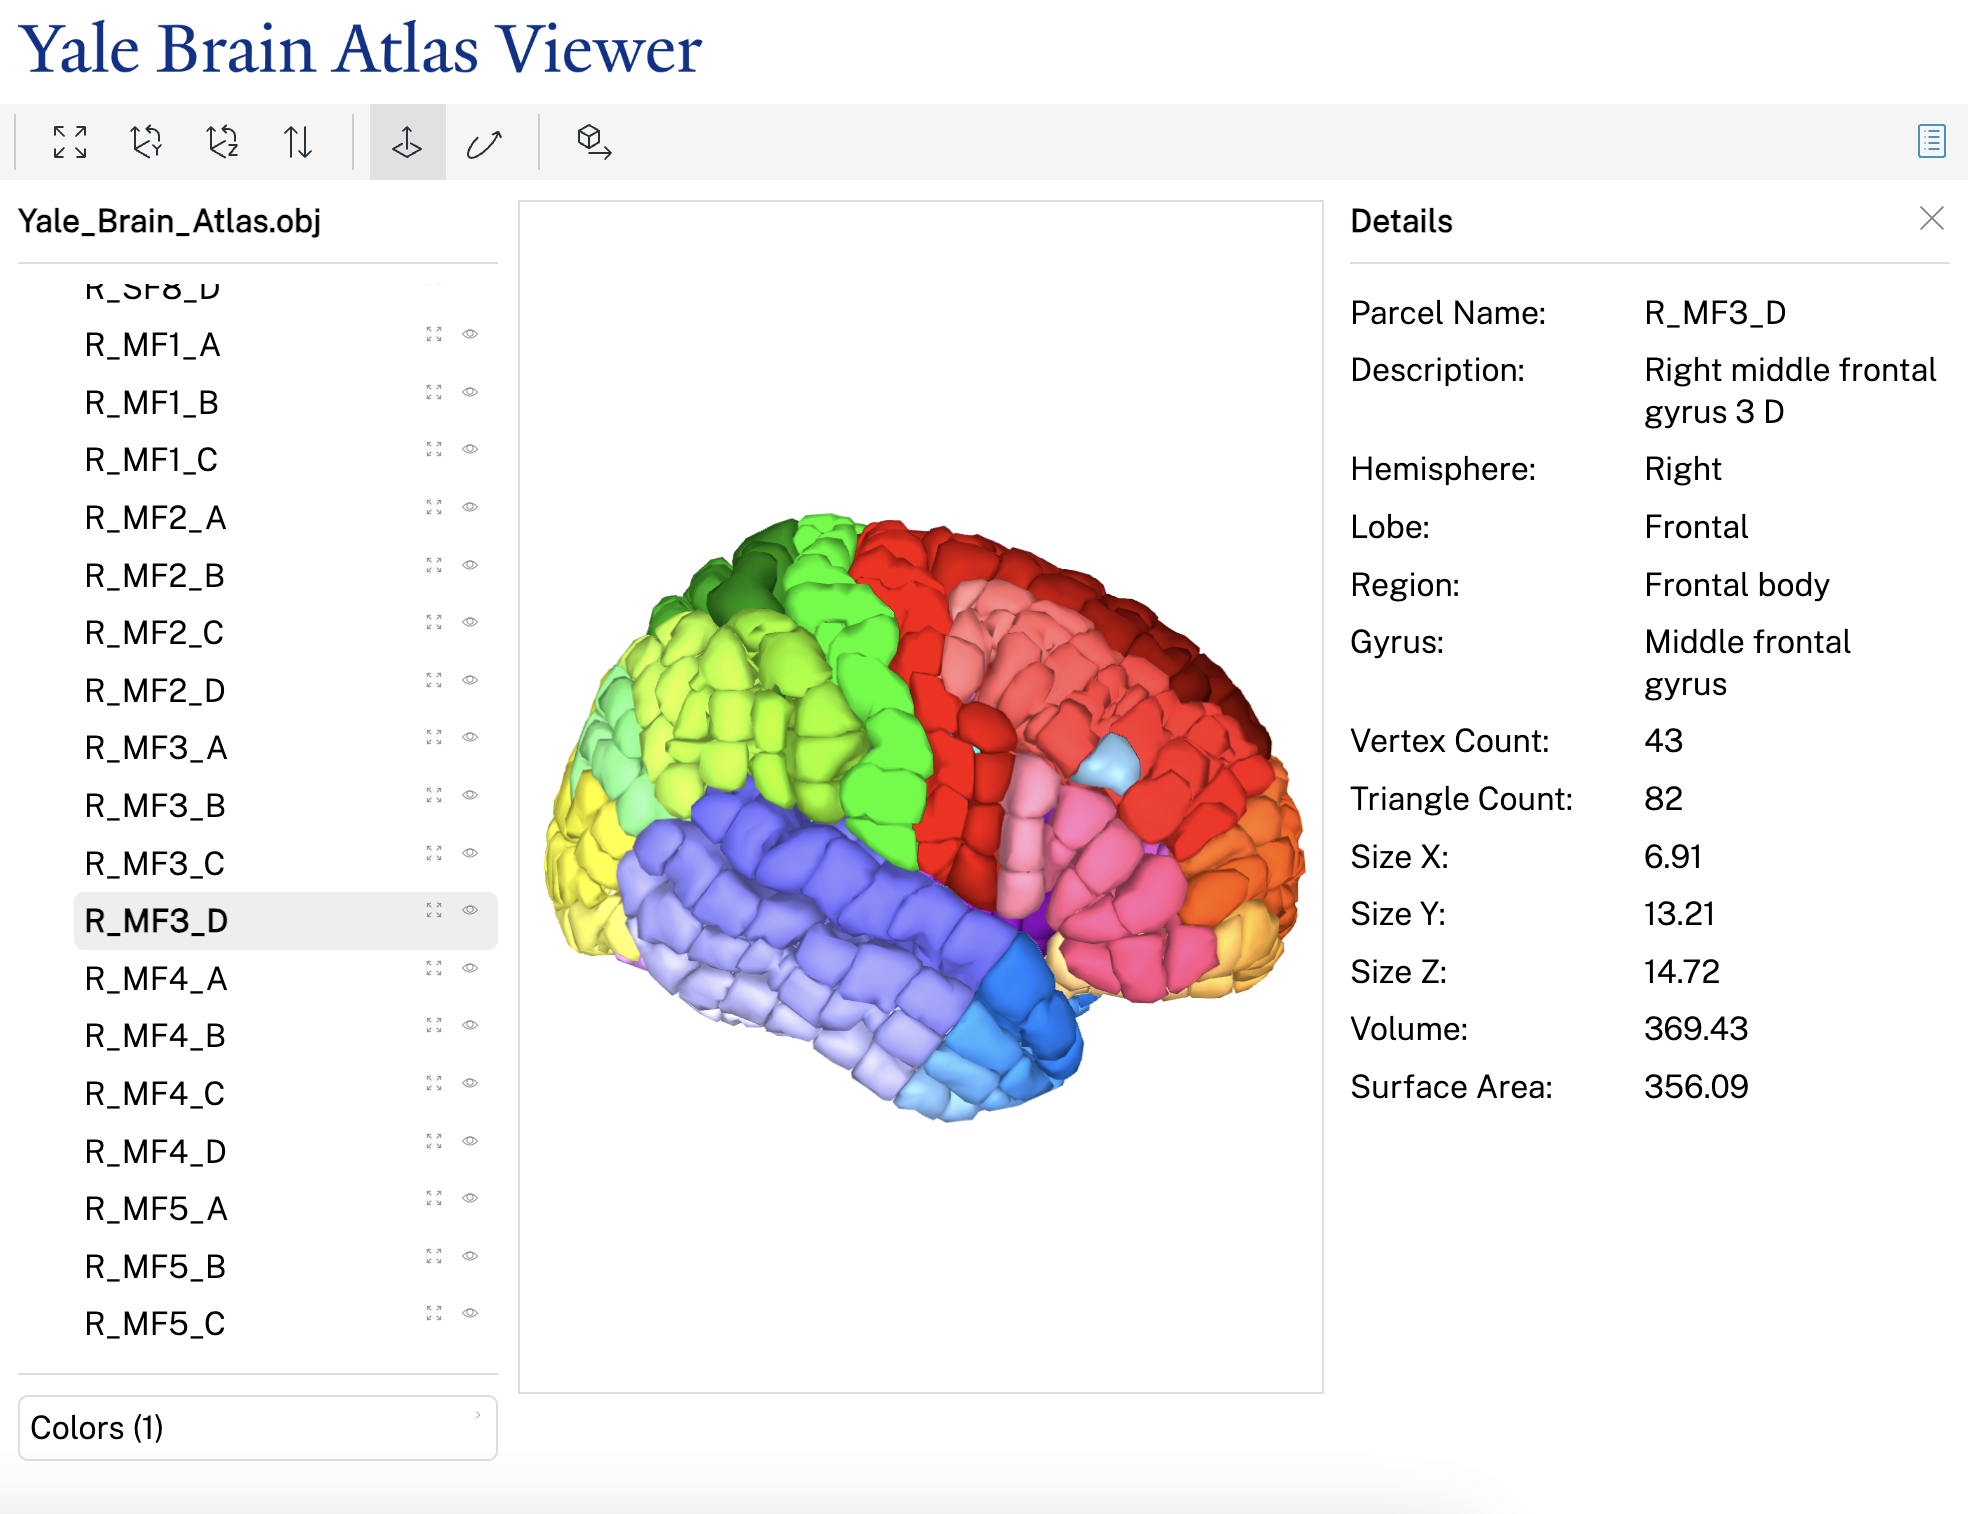 Yale Brain Atlas Viewer
Yale_Brain_Atlas.obj
R_SF8_D
R_MF1_A
R_MF1_B
R_MF1_C
R_MF2_A
R_MF2_B
R_MF2_C
R_MF2_D
R_MF3_A
R_MF3_B
R_MF3_C
R_MF3_D
R_MF4_A
R_MF4_B
R_MF4_C
R_MF4_D
R_MF5_A
R_MF5_B
R_MF5_C
Colors (1)
Details
Parcel Name: R_MF3_D
Description: Right middle frontal
gyrus 3 D
Hemisphere: Right
Lobe: Frontal
Region: Frontal body
Gyrus: Middle frontal
gyrus
Vertex Count: 43
Triangle Count: 82
Size X: 6.91
Size Y: 13.21
Size Z: 14.72
Volume: 369.43
Surface Area: 356.09